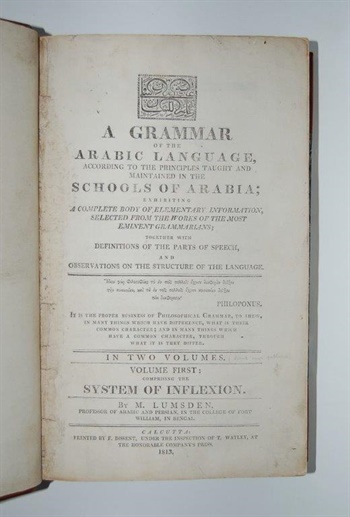 A GRAMMAR
OF THE
ARABIC LANGUAGE,
ACCORDING TO THE PRINCIPLES TAUGHT AND
MAINTAINED IN THE
SCHOOLS OF ARABIA;
EXHIBITING
A COMPLETE BODY OF ELEMENTARY INFORMATION,
SELECTED FROM THE WORKS OF THE MOST
EMINENT GRAMMARIANS;
TOGETHER WITH
DEFINITIONS OF THE PARTS OF SPEECH,
AND
OBSERVATIONS ON THE STRUCTURE OF THE LANGUAGE.
PHILOPONUS.
IT IS THE PROPER BUSINESS OF PHILOSOPHICAL GRAMMAR, TO SHEW,
IN MANY THINGS WHICH HAVE DIFFERENCE, WHAT IS THEIR
COMMON CHARACTER; AND IN MANY THINGS WHICH
HAVE A COMMON CHARACTER, THROUGH
WHAT IT IS THEY DIFFER.
IN TWO VOLUMES.
VOLUME FIRST;
COMPRISING THE
SYSTEM OF INFLEXION.
BY M. LUMSDEN,
PROFESSOR OF ARABIC AND PERSIAN, IN THE COLLEGE OF FORT
WILLIAM, IN BENGAL.
CALCUTTA:
PRINTED BY F. DISSENT, UNDER THE INSPECTION OF T. WATLEY, AT
THE HONORABLE COMPANY'S PRESS.
1813.